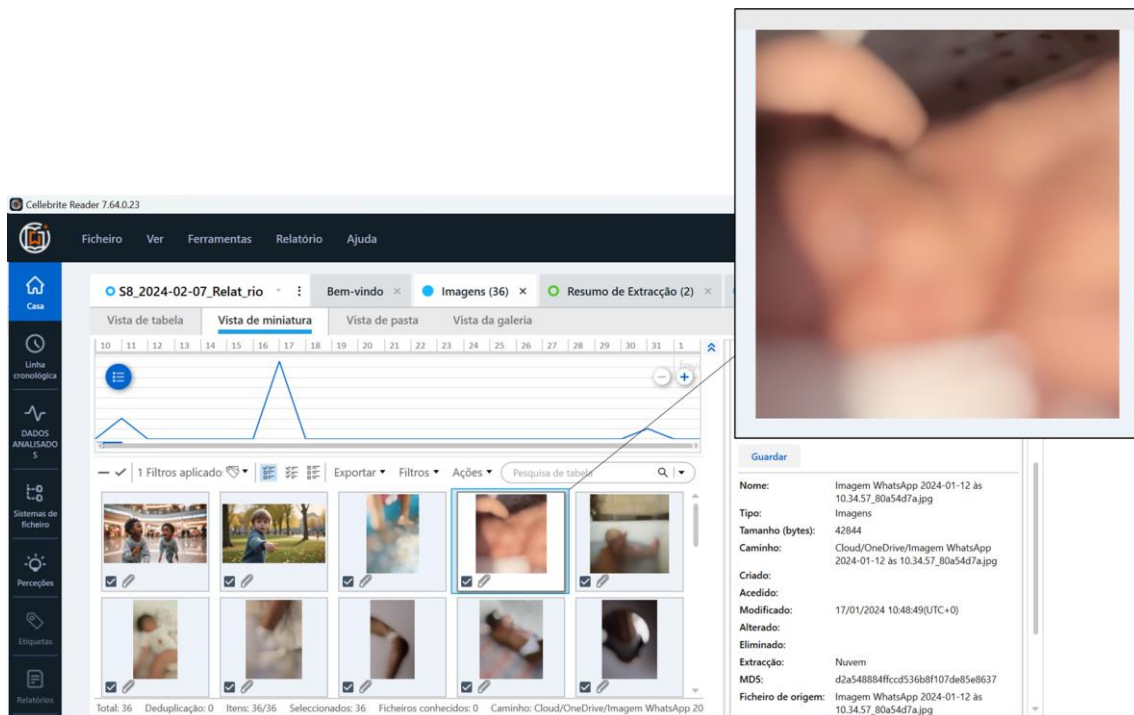 Cellebrite Reader 7.64.0.23
Ficheiro Ver Ferramentas Relatório Ajuda
Casa
Linha
cronológica
DADOS
ANALISADO
S
Sistemas de
ficheiro
Perceções
Etiquetas
Relatórios
S8_2024-02-07_Relat_rio Bem-vindo × Imagens (36) × Resumo de Extracção (2) ×
Vista de tabela Vista de miniatura Vista de pasta Vista da galeria
10 11 12 13 14 15 16 17 18 19 20 21 22 23 24 25 26 27 28 29 30 31 1
1 Filtros aplicado Exportar Filtros Ações Pesquisa de tabela
Total: 36 Deduplicação: 0 Itens: 36/36 Seleccionados: 36 Ficheiros conhecidos: 0 Caminho: Cloud/OneDrive/Imagem WhatsApp 20
Guardar
Nome: Imagem WhatsApp 2024-01-12 às
10.34.57_80a54d7a.jpg
Tipo: Imagens
Tamanho (bytes): 42844
Caminho: Cloud/OneDrive/Imagem WhatsApp
2024-01-12 às 10.34.57_80a54d7a.jpg
Criado:
Acedido:
Modificado: 17/01/2024 10:48:49(UTC+0)
Alterado:
Eliminado:
Extracção: Nuvem
MD5: d2a548884ffccd536b8f107de85e8637
Ficheiro de origem: Imagem WhatsApp 2024-01-12 às
10.34.57_80a54d7a.jpg